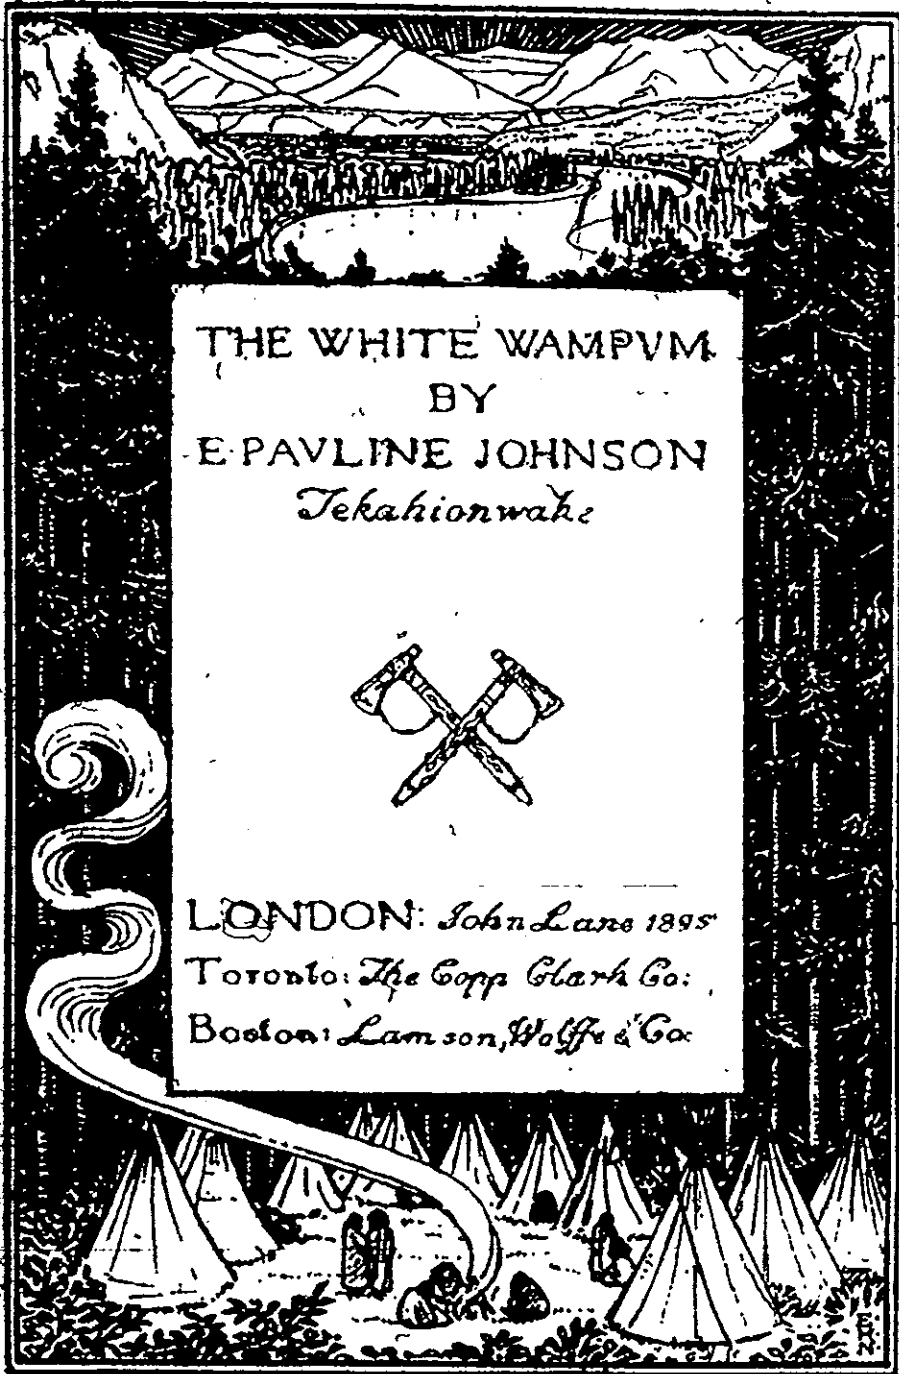 THE WHITE WAMPVM
BY
E·PAVLINE JOHNSON
Tekahionwake
LONDON: John Lane 1895
Toronto: The Copp Clark Co:
Boston: Lamson, Wolffe & Co: